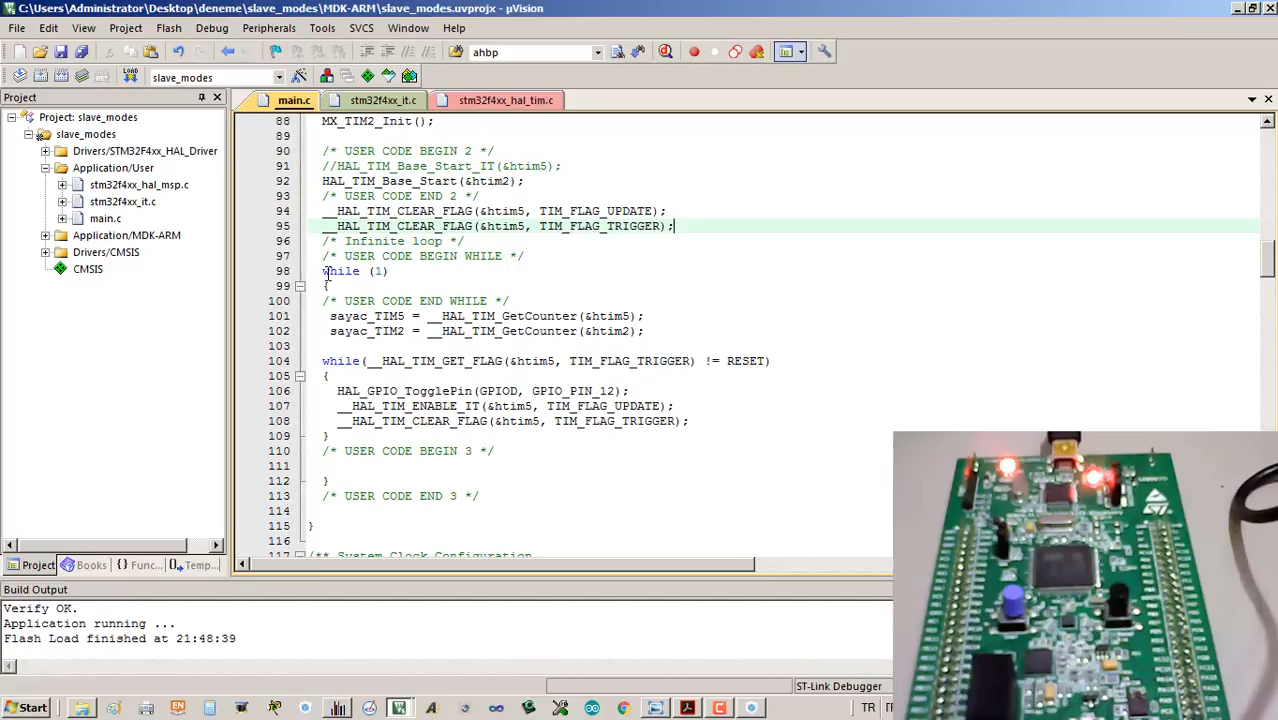 C:\Users\Administrator\Desktop\deneme\slave_modes\MDK-ARM\slave_modes.uvprojx - µVision
File Edit View Project Flash Debug Peripherals Tools SVCS Window Help
ahbp
LOAD slave_modes
Project
main.c stm32f4xx_it.c stm32f4xx_hal_tim.c
Project: slave_modes
slave_modes
Drivers/STM32F4xx_HAL_Driver
Application/User
stm32f4xx_hal_msp.c
stm32f4xx_it.c
main.c
Application/MDK-ARM
Drivers/CMSIS
CMSIS
88 MX_TIM2_Init();
89
90 /* USER CODE BEGIN 2 */
91 //HAL_TIM_Base_Start_IT(&htim5);
92 HAL_TIM_Base_Start(&htim2);
93 /* USER CODE END 2 */
94 __HAL_TIM_CLEAR_FLAG(&htim5, TIM_FLAG_UPDATE);
95 __HAL_TIM_CLEAR_FLAG(&htim5, TIM_FLAG_TRIGGER);
96 /* Infinite loop */
97 /* USER CODE BEGIN WHILE */
98 while (1)
99 {
100 /* USER CODE END WHILE */
101 sayac_TIM5 = __HAL_TIM_GetCounter(&htim5);
102 sayac_TIM2 = __HAL_TIM_GetCounter(&htim2);
103
104 while(__HAL_TIM_GET_FLAG(&htim5, TIM_FLAG_TRIGGER) != RESET)
105 {
106 HAL_GPIO_TogglePin(GPIOD, GPIO_PIN_12);
107 __HAL_TIM_ENABLE_IT(&htim5, TIM_FLAG_UPDATE);
108 __HAL_TIM_CLEAR_FLAG(&htim5, TIM_FLAG_TRIGGER);
109 }
110 /* USER CODE BEGIN 3 */
111
112 }
113 /* USER CODE END 3 */
114
115 }
116
117 /** System Clock Configuration
Project Books {} Func... Temp...
Build Output
Verify OK.
Application running ...
Flash Load finished at 21:48:39
ST-Link Debugger
Start EN TR